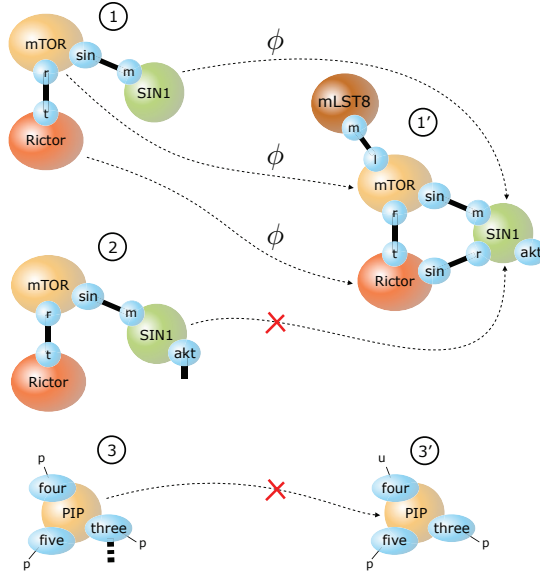 1
mTOR
sin
m
SIN1
r
t
Rictor
ϕ
ϕ
ϕ
mLST8
1′
m
l
mTOR
sin
m
r
SIN1
akt
t
sin
r
Rictor
2
mTOR
sin
m
r
SIN1
akt
t
Rictor
3
p
four
PIP
three
five
p
p
3′
u
four
PIP
three
five
p
p